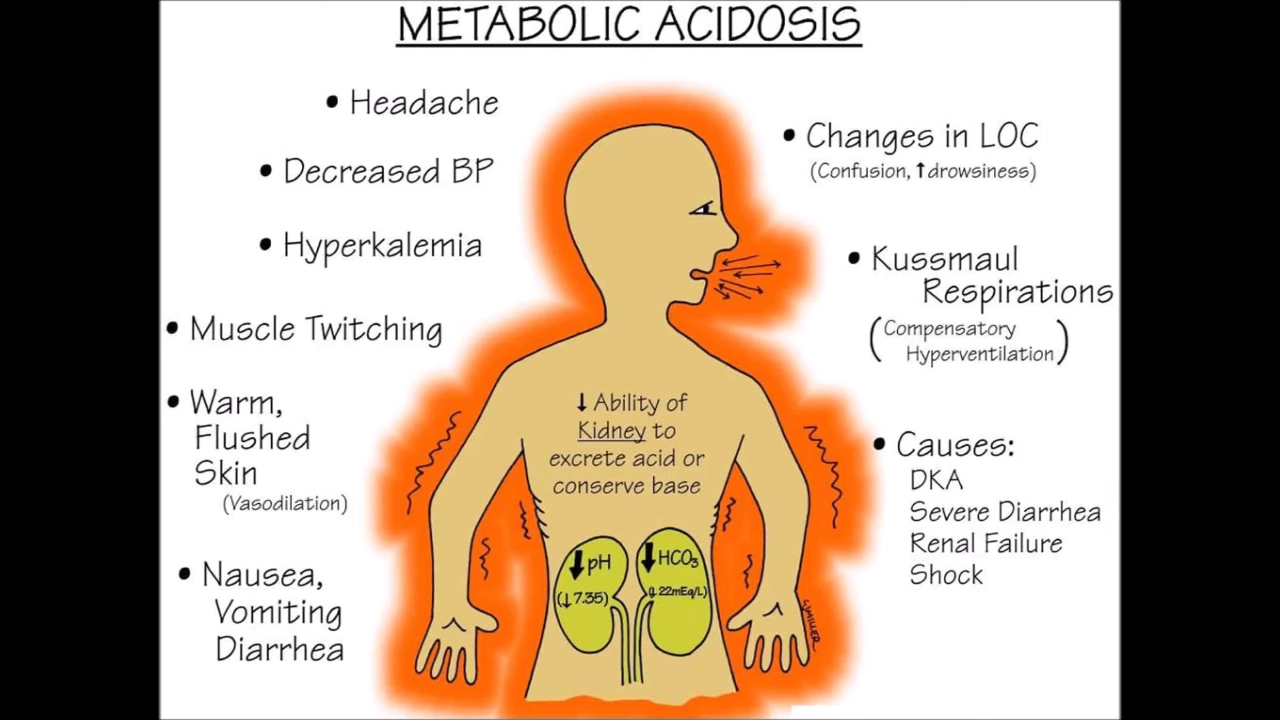 METABOLIC ACIDOSIS
• Headache
• Decreased BP
• Hyperkalemia
• Muscle Twitching
• Warm,
Flushed
Skin
(Vasodilation)
• Nausea,
Vomiting
Diarrhea
• Changes in LOC
(Confusion, ↑drowsiness)
• Kussmaul
Respirations
(Compensatory
Hyperventilation)
• Causes:
DKA
Severe Diarrhea
Renal Failure
Shock
↓ Ability of
Kidney to
excrete acid or
conserve base
↓pH
(↓7.35)
↓HCO₃
(↓22mEq/L)
CJMILLER